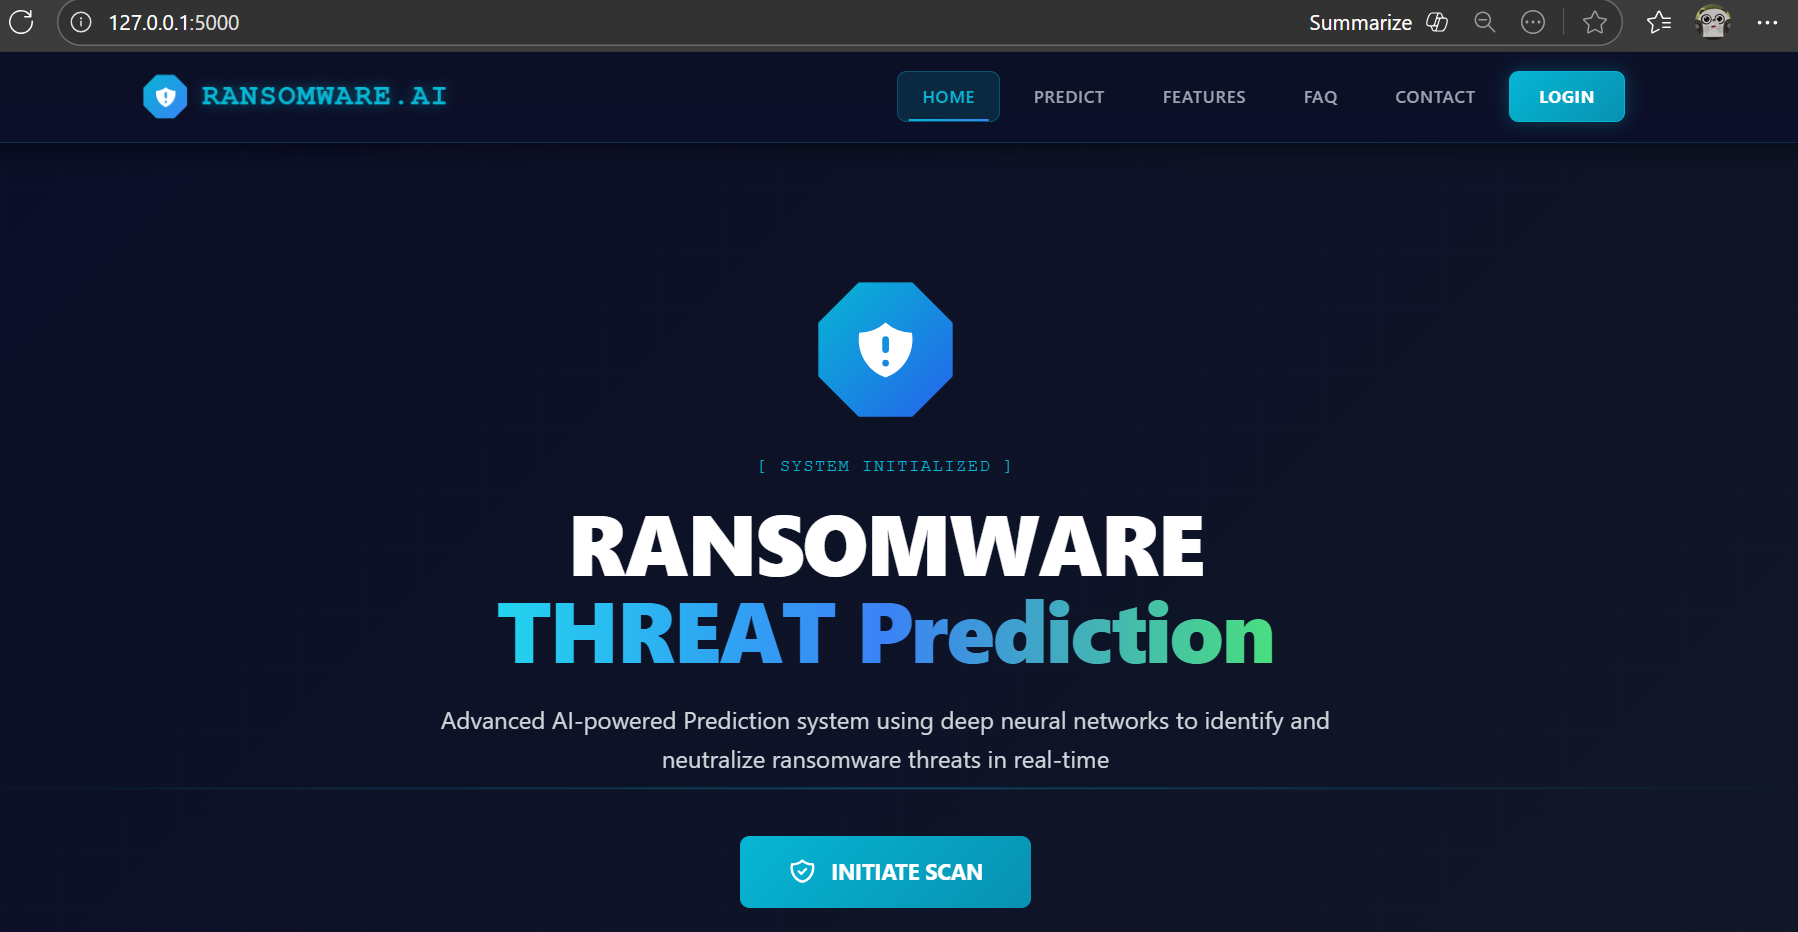 127.0.0.1:5000
Summarize
RANSOMWARE.AI
HOME
PREDICT
FEATURES
FAQ
CONTACT
LOGIN
[ SYSTEM INITIALIZED ]
RANSOMWARE
THREAT Prediction
Advanced AI-powered Prediction system using deep neural networks to identify and
neutralize ransomware threats in real-time
INITIATE SCAN